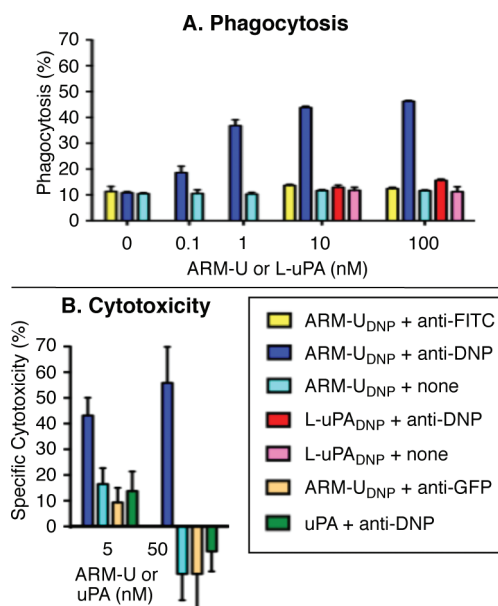 A. Phagocytosis
Phagocytosis (%)
70
60
50
40
30
20
10
0
0 0.1 1 10 100
ARM-U or L-uPA (nM)
B. Cytotoxicity
Specific Cytotoxicity (%)
70
60
50
40
30
20
10
0
5 50
ARM-U or
uPA (nM)
ARM-UDNP + anti-FITC
ARM-UDNP + anti-DNP
ARM-UDNP + none
L-uPADNP + anti-DNP
L-uPADNP + none
ARM-UDNP + anti-GFP
uPA + anti-DNP